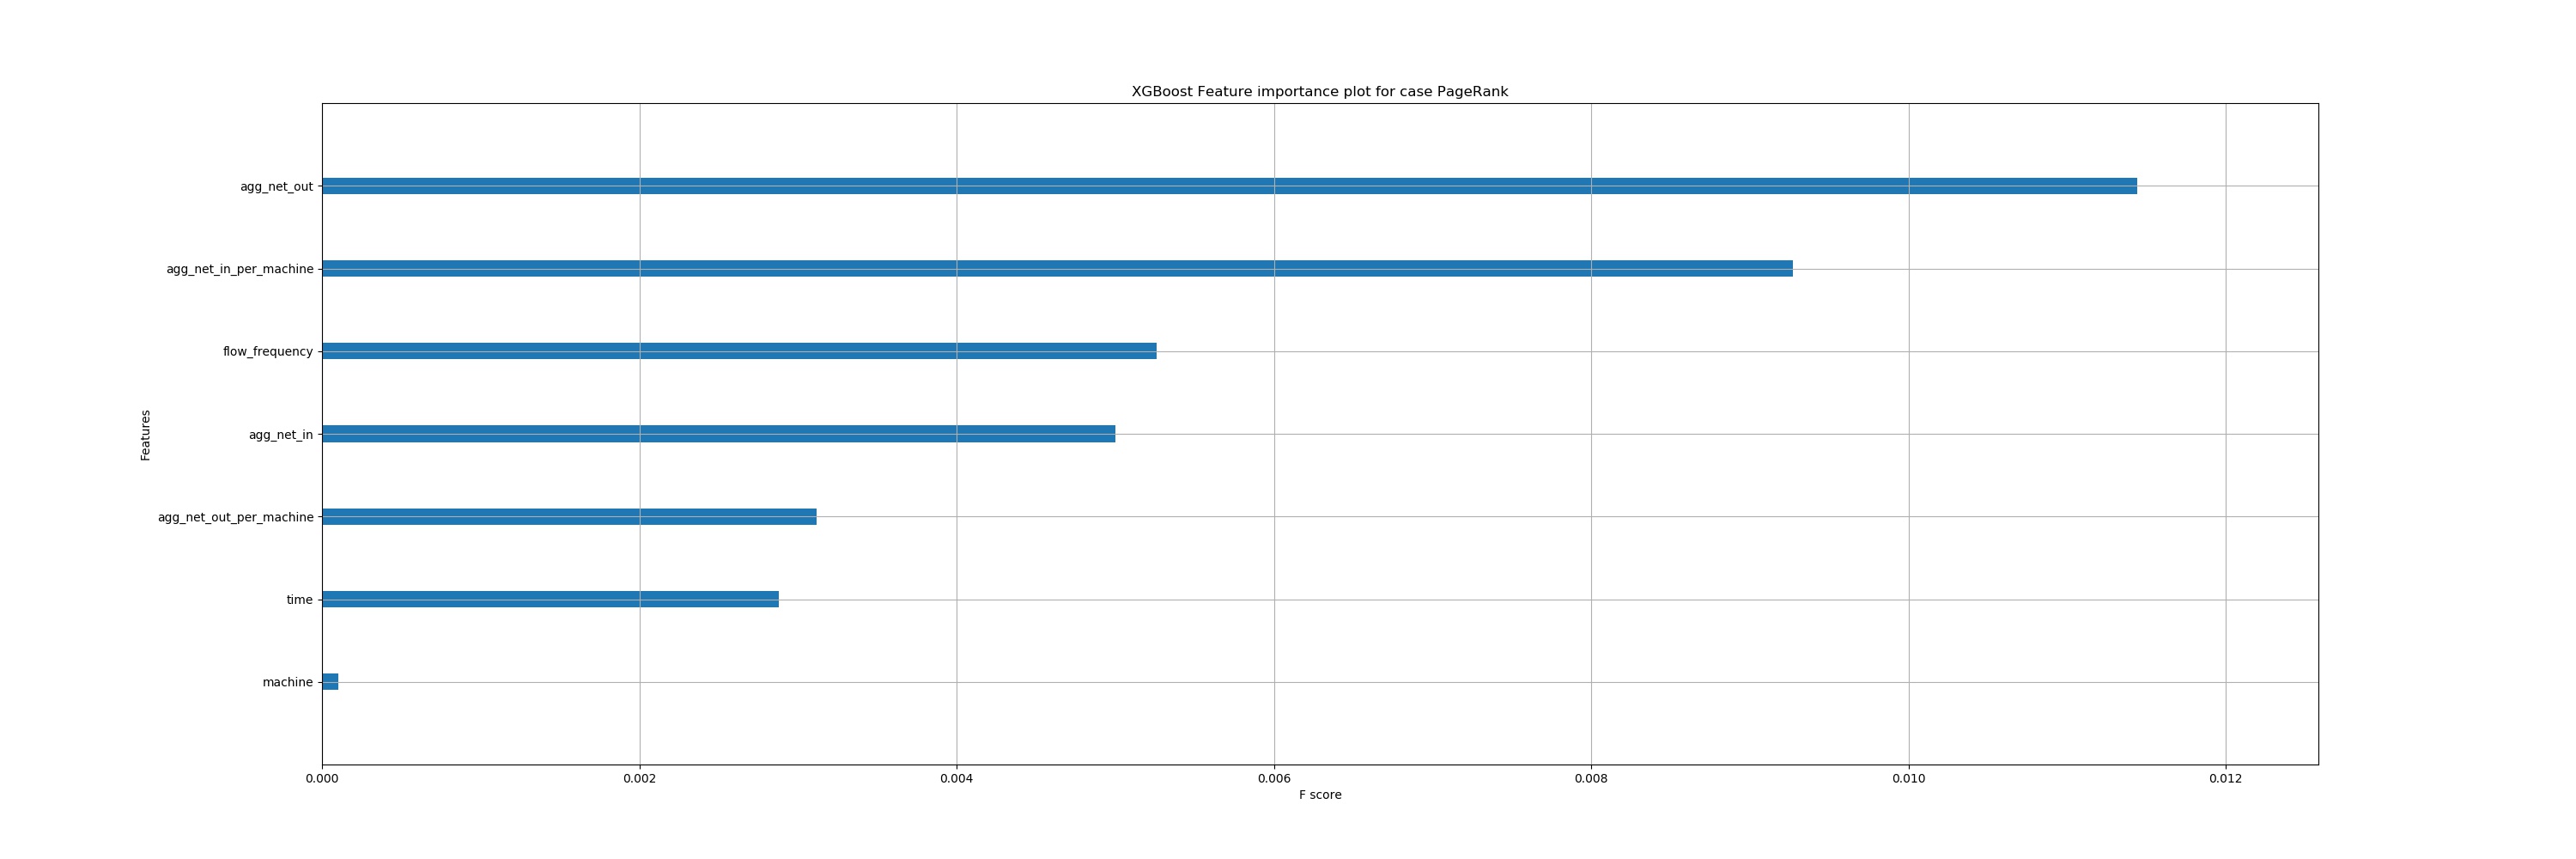 XGBoost Feature importance plot for case PageRank
agg_net_out
agg_net_in_per_machine
flow_frequency
agg_net_in
agg_net_out_per_machine
time
machine
Features
0.000 0.002 0.004 0.006 0.008 0.010 0.012
F score